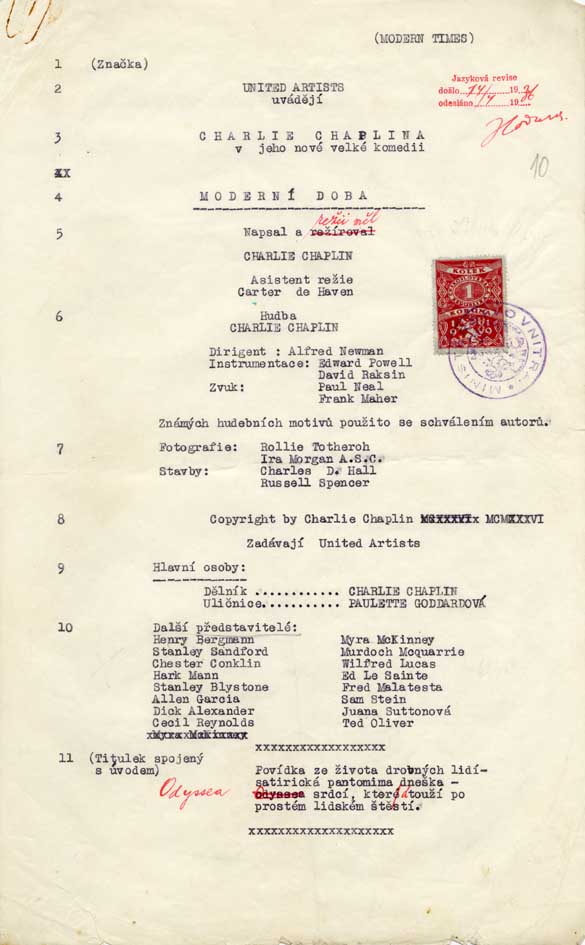 (1)
(MODERN TIMES)
1 (Značka)
Jazyková revise
došlo 19 36
odesláno 19 36
2 UNITED ARTISTS
uvádějí
3 CHARLIE CHAPLINA
v jeho nové velké komedii
10
XX
4 MODERNÍ DOBA
režii měl
5 Napsal a režíroval
CHARLIE CHAPLIN
Asistent režie
Carter de Haven
KOLEK
1
KORUNA
6 Hudba
CHARLIE CHAPLIN
Dirigent : Alfred Newman
Instrumentace: Edward Powell
David Raksin
Zvuk: Paul Neal
Frank Maher
Známých hudebních motivů použito se schválením autorů.
7 Fotografie: Rollie Totheroh
Ira Morgan A.S.C.
Stavby: Charles D. Hall
Russell Spencer
8 Copyright by Charlie Chaplin MCMXXXVI
Zadávají United Artists
9 Hlavní osoby:
Dělník ............ CHARLIE CHAPLIN
Uličnice........... PAULETTE GODDARDOVÁ
10 Další představitelé:
Henry Bergmann Myra McKinney
Stanley Sandford Murdoch Mcquarrie
Chester Conklin Wilfred Lucas
Hark Mann Ed Le Sainte
Stanley Blystone Fred Malatesta
Allen Garcia Sam Stein
Dick Alexander Juana Suttonová
Cecil Reynolds Ted Oliver
xxxxxxxxxxxxxxxxxx
11 (Titulek spojený Povídka ze života drobných lidí-
s úvodem) satirická pantomima dneška -
Odyssea odyssea srdcí, která touží po
prostém lidském štěstí.
xxxxxxxxxxxxxxxxxxxx